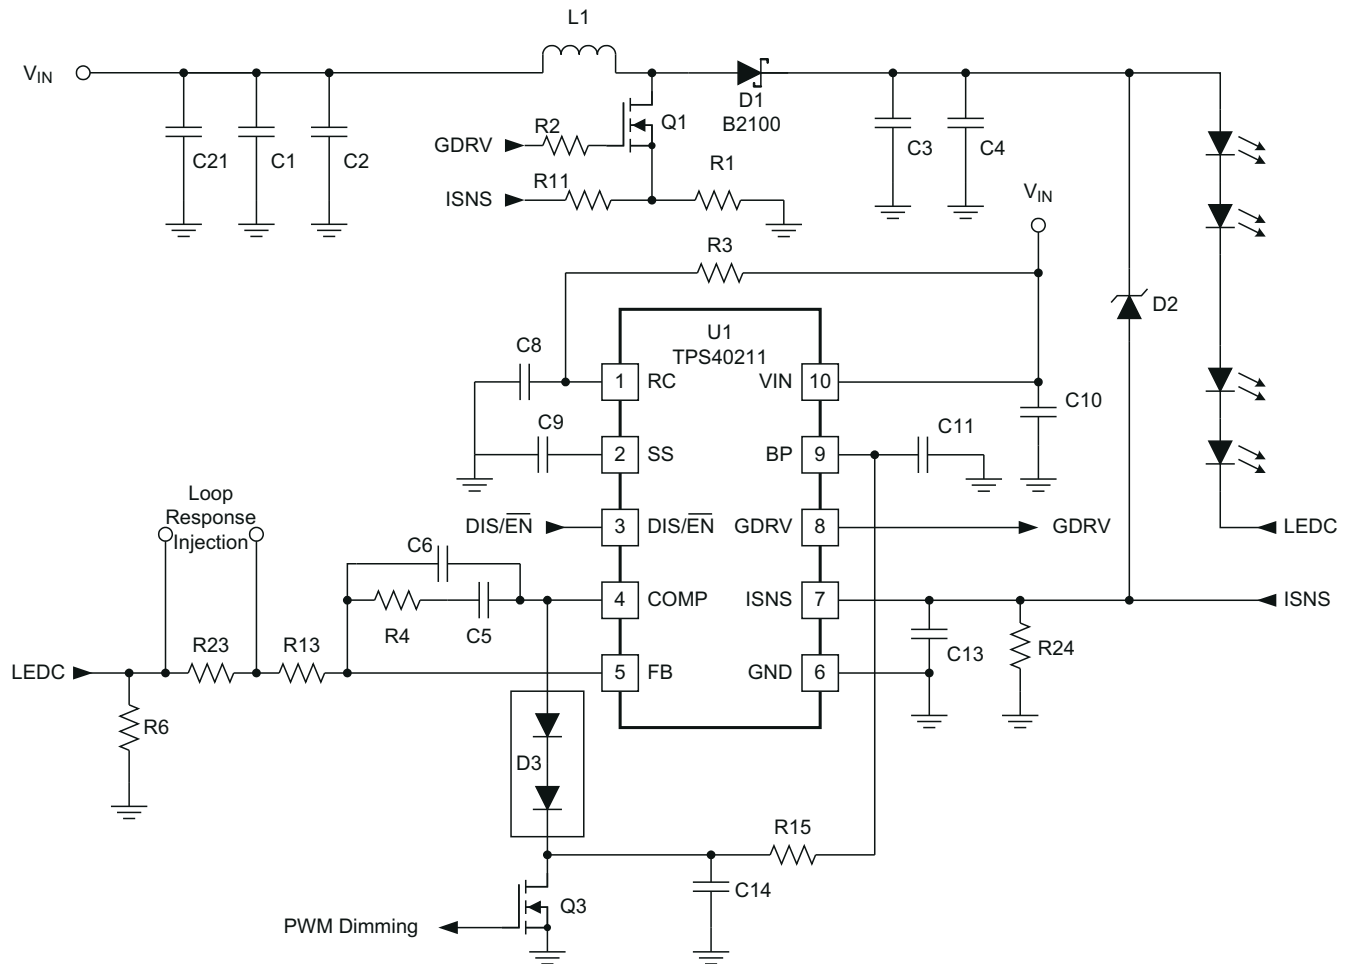 L1
VIN
D1
B2100
C21
C1
C2
R2
Q1
GDRV
C3
C4
R11
R1
ISNS
VIN
R3
D2
U1
TPS40211
C8
1
RC
VIN
10
C10
C9
2
SS
BP
9
C11
Loop
Response
Injection
DIS/EN
3
DIS/EN
GDRV
8
GDRV
LEDC
C6
4
COMP
ISNS
7
ISNS
R4
C5
R23
R13
C13
R24
LEDC
5
FB
GND
6
R6
D3
R15
C14
Q3
PWM Dimming